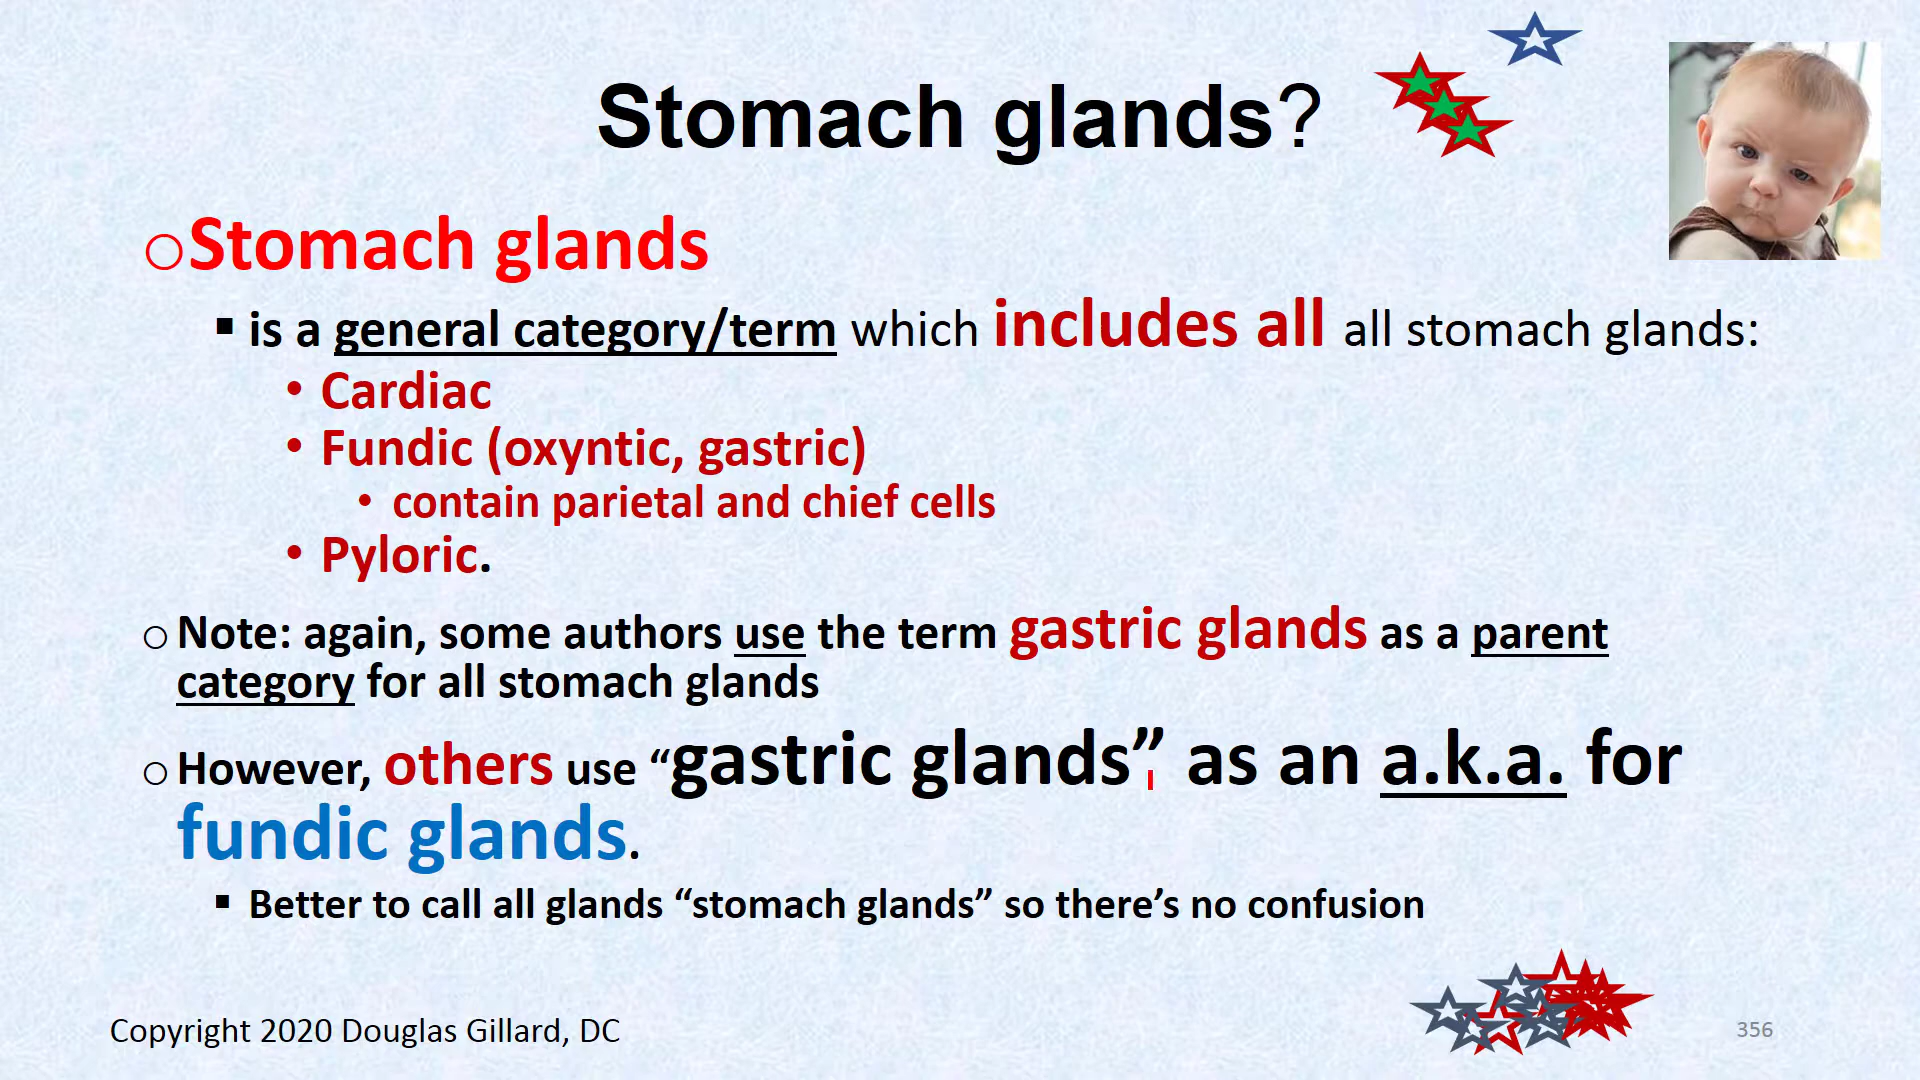 Stomach glands?
oStomach glands
▪ is a general category/term which includes all all stomach glands:
• Cardiac
• Fundic (oxyntic, gastric)
• contain parietal and chief cells
• Pyloric.
o Note: again, some authors use the term gastric glands as a parent
category for all stomach glands
o However, others use “gastric glands” as an a.k.a. for
fundic glands.
▪ Better to call all glands “stomach glands” so there’s no confusion
Copyright 2020 Douglas Gillard, DC
356